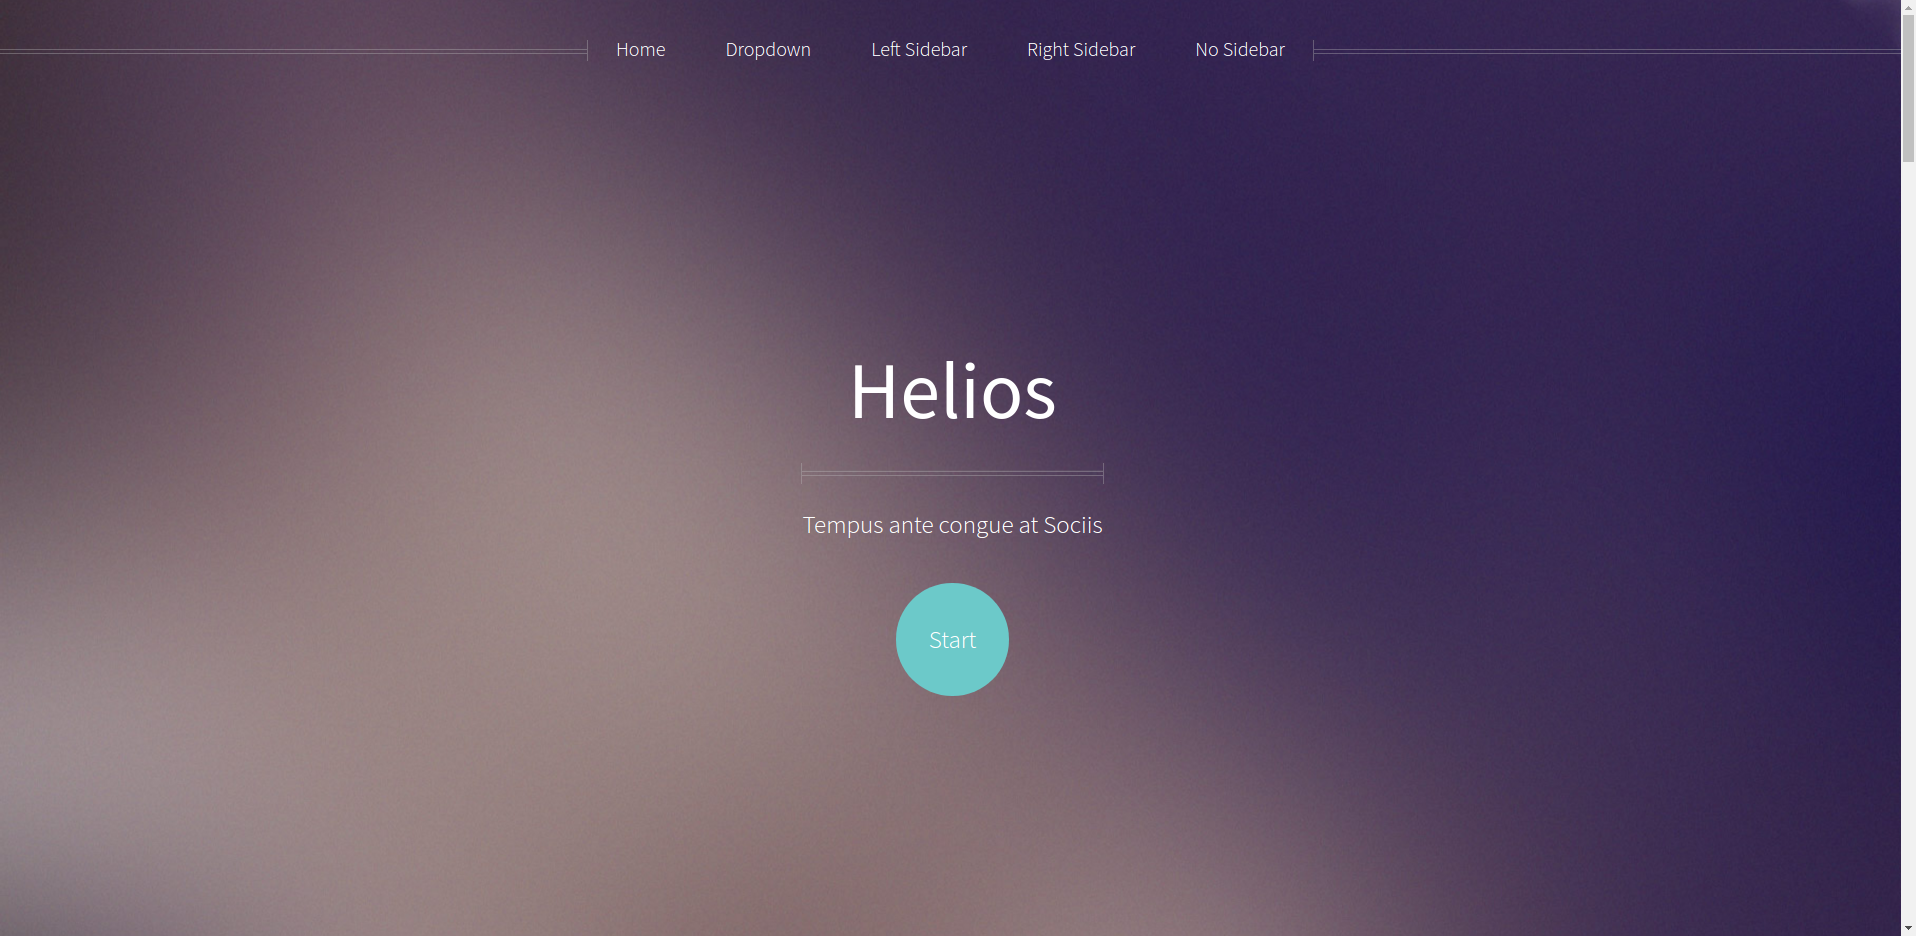 Home Dropdown Left Sidebar Right Sidebar No Sidebar
Helios
Tempus ante congue at Sociis
Start